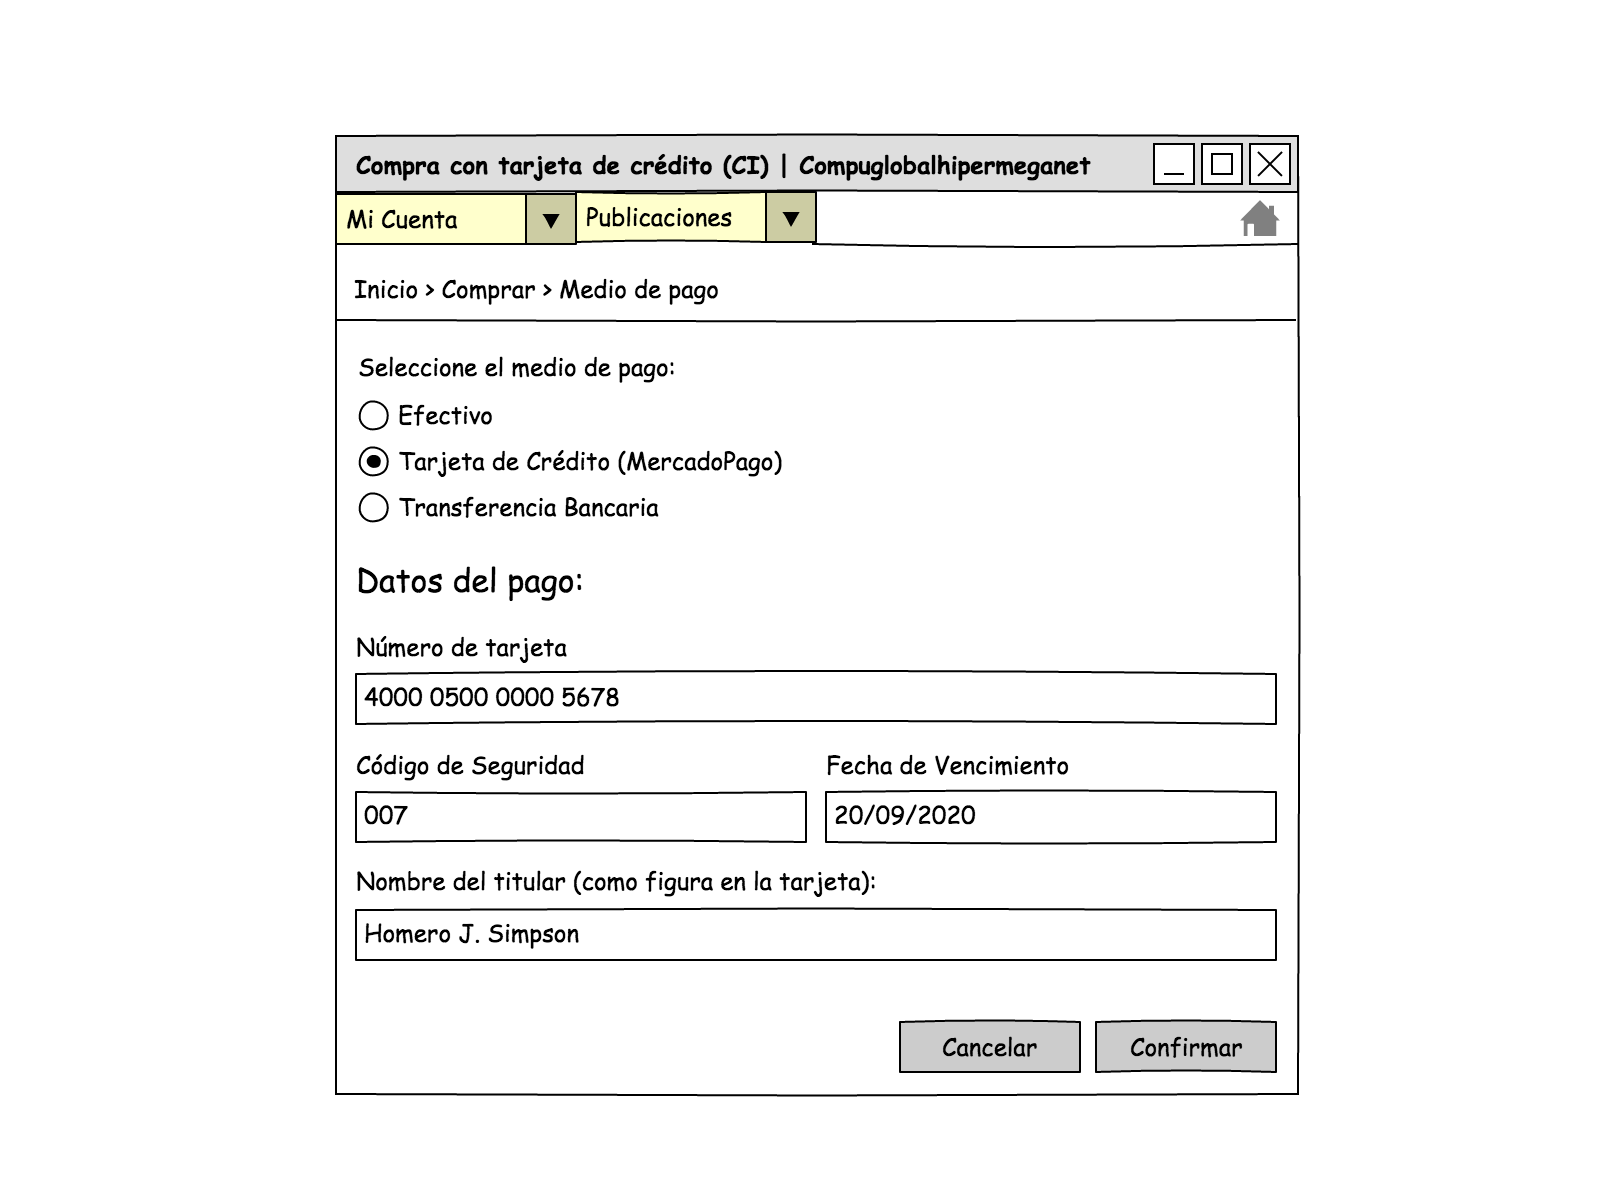 Compra con tarjeta de crédito (CI) | Compuglobalhipermeganet
Mi Cuenta Publicaciones
Inicio > Comprar > Medio de pago
Seleccione el medio de pago:
Efectivo
Tarjeta de Crédito (MercadoPago)
Transferencia Bancaria
Datos del pago:
Número de tarjeta
4000 0500 0000 5678
Código de Seguridad Fecha de Vencimiento
007 20/09/2020
Nombre del titular (como figura en la tarjeta):
Homero J. Simpson
Cancelar Confirmar